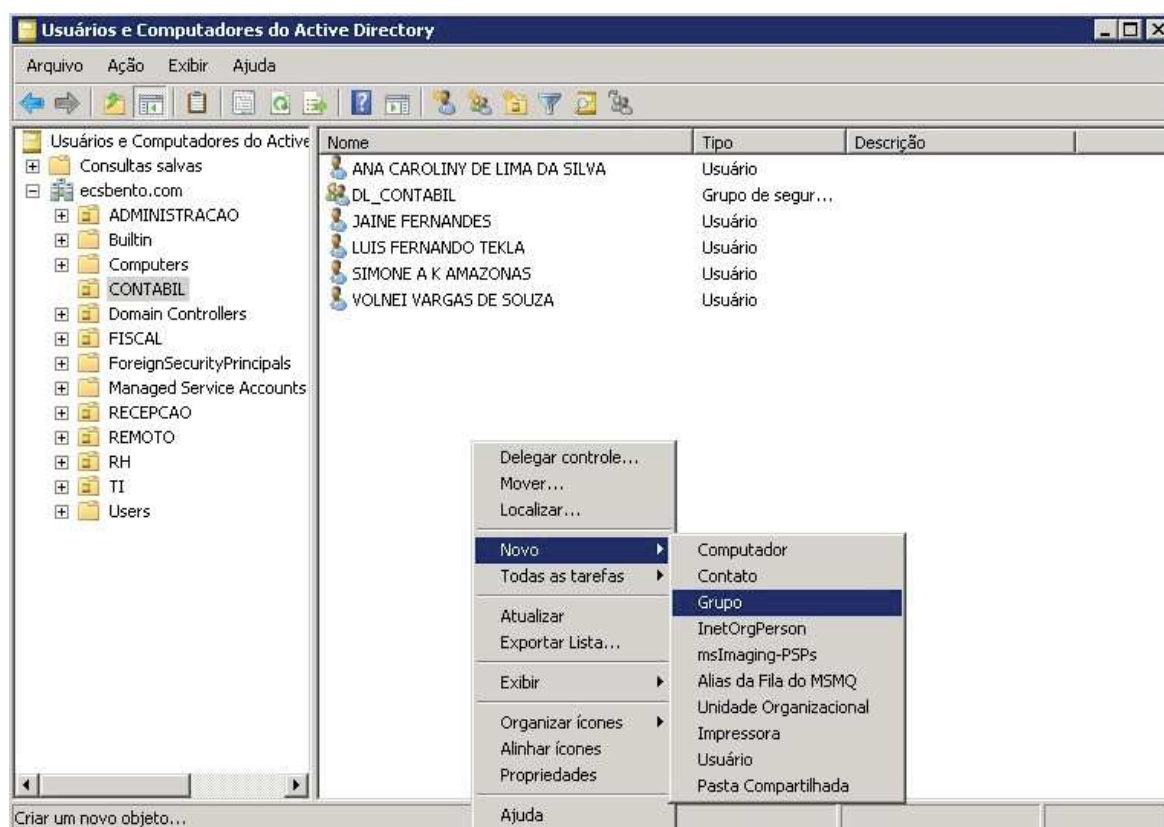 Usuários e Computadores do Active Directory
Arquivo Ação Exibir Ajuda
Usuários e Computadores do Active
Consultas salvas
ecsbento.com
ADMINISTRACAO
Builtin
Computers
CONTABIL
Domain Controllers
FISCAL
ForeignSecurityPrincipals
Managed Service Accounts
RECEPCAO
REMOTO
RH
TI
Users
Nome Tipo Descrição
ANA CAROLINY DE LIMA DA SILVA Usuário
DL_CONTABIL Grupo de segur...
JAINE FERNANDES Usuário
LUIS FERNANDO TEKLA Usuário
SIMONE A K AMAZONAS Usuário
VOLNEI VARGAS DE SOUZA Usuário
Delegar controle...
Mover...
Localizar...
Novo
Todas as tarefas
Atualizar
Exportar Lista...
Exibir
Organizar ícones
Alinhar ícones
Propriedades
Ajuda
Computador
Contato
Grupo
InetOrgPerson
msImaging-PSPs
Alias da Fila do MSMQ
Unidade Organizacional
Impressora
Usuário
Pasta Compartilhada
Criar um novo objeto...